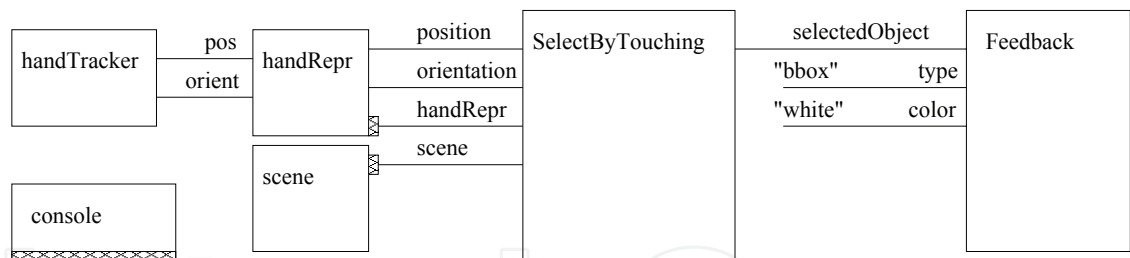 handTracker
pos
orient
handRepr
position
orientation
handRepr
scene
scene
console
SelectByTouching
selectedObject
"bbox" type
"white" color
Feedback